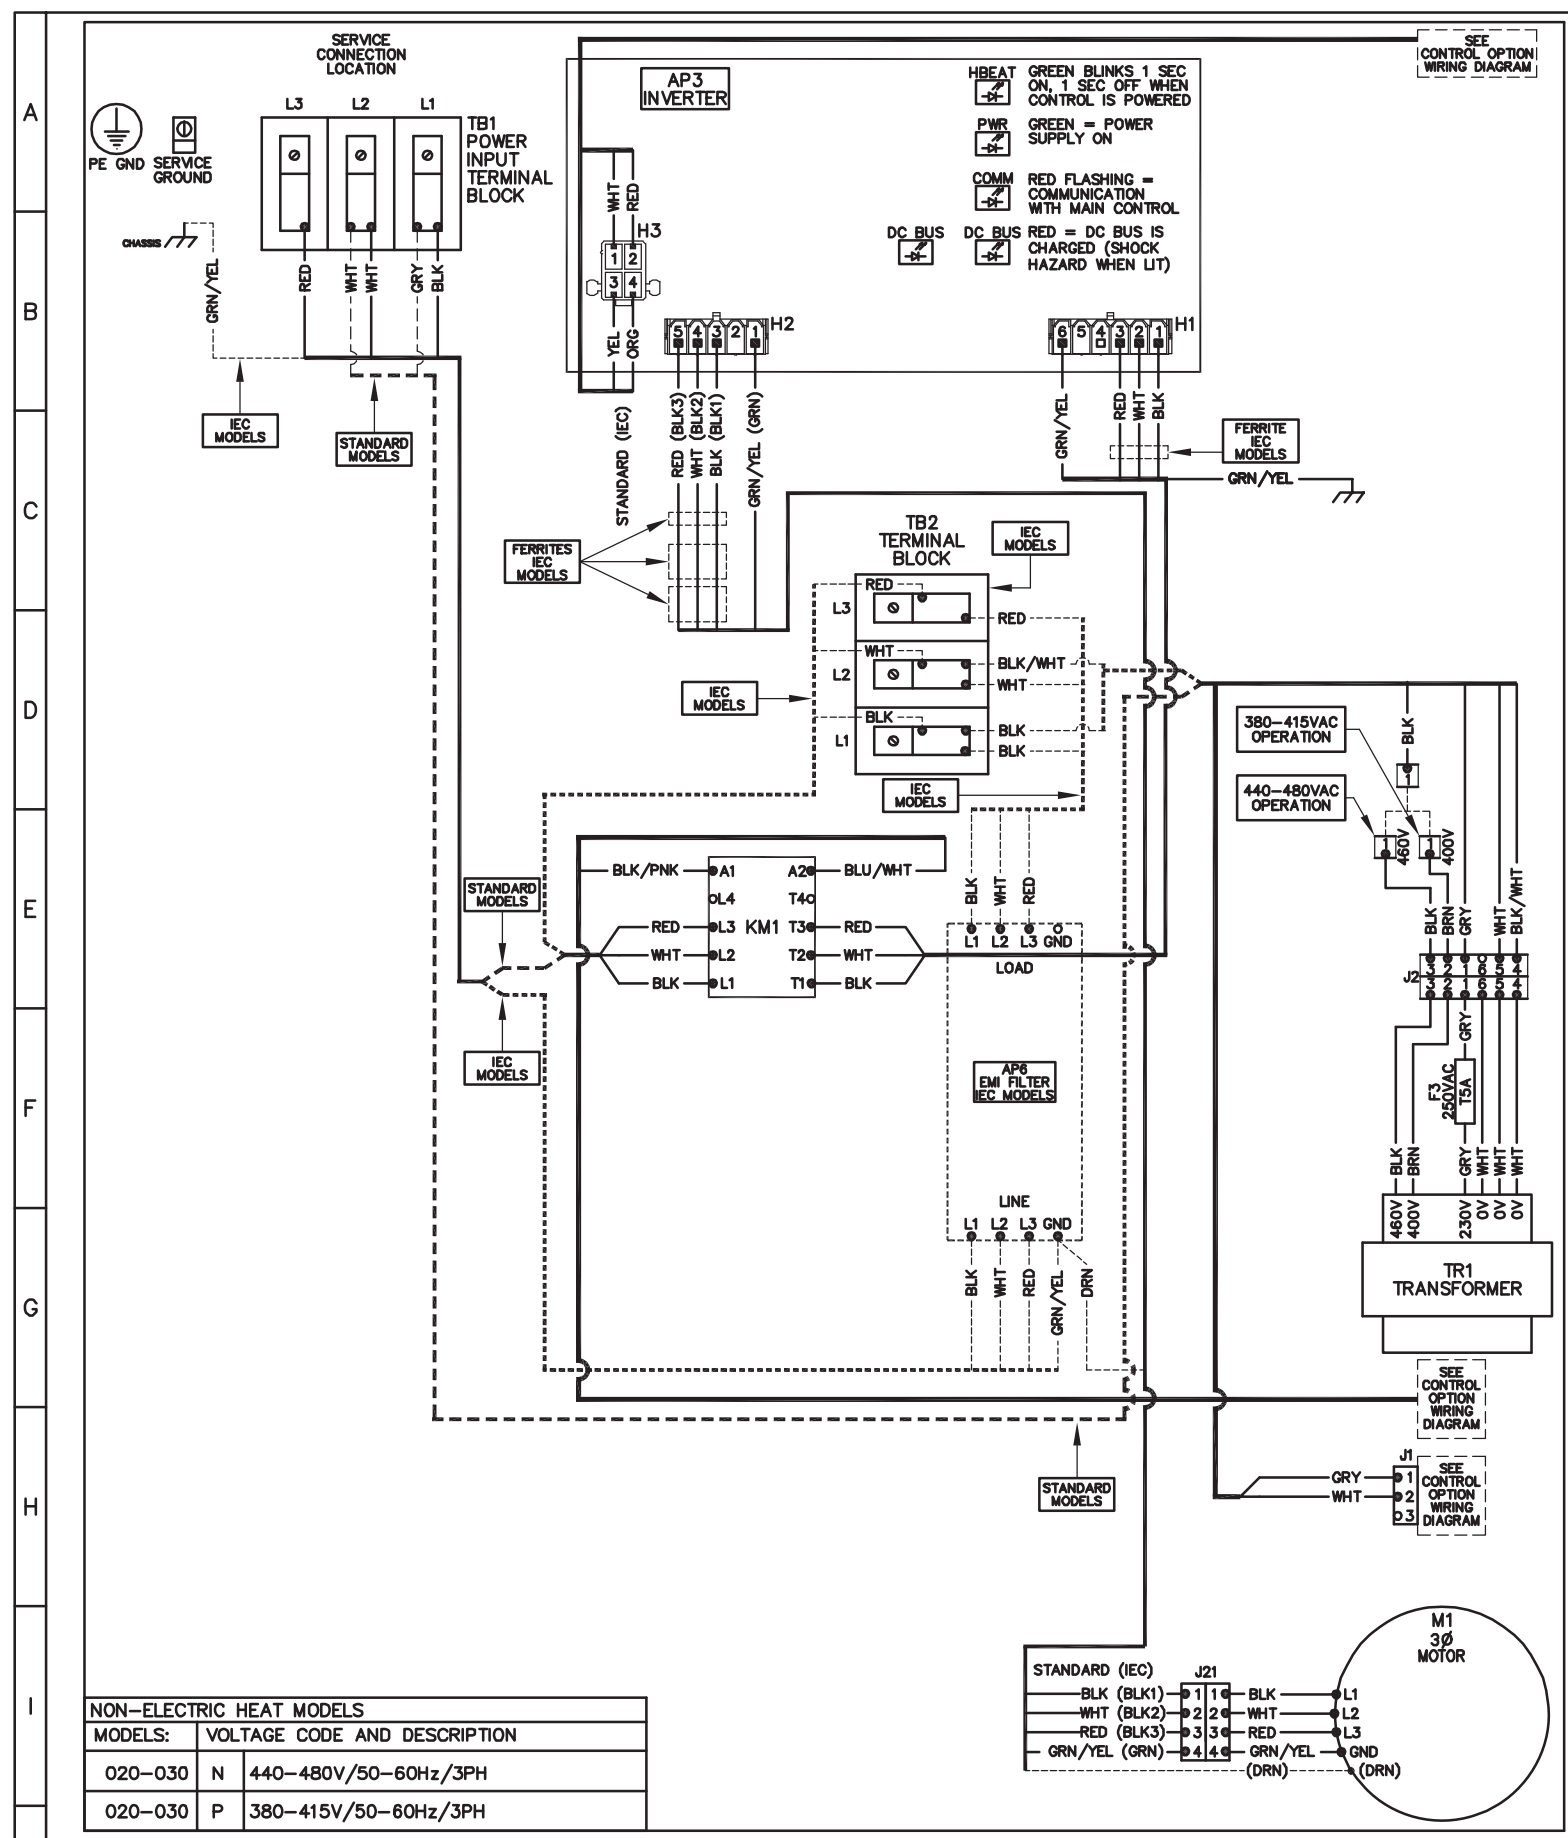 A
B
C
D
E
F
G
H
I
SERVICE
CONNECTION
LOCATION
L3 L2 L1
PE GND
SERVICE
GROUND
TB1
POWER
INPUT
TERMINAL
BLOCK
CHASSIS
GRN/YEL
RED
WHT
WHT
GRY
BLK
IEC
MODELS
STANDARD
MODELS
AP3
INVERTER
HBEAT GREEN BLINKS 1 SEC
ON, 1 SEC OFF WHEN
CONTROL IS POWERED
PWR GREEN = POWER
SUPPLY ON
COMM RED FLASHING =
COMMUNICATION
WITH MAIN CONTROL
DC BUS DC BUS RED = DC BUS IS
CHARGED (SHOCK
HAZARD WHEN LIT)
SEE
CONTROL OPTION
WIRING DIAGRAM
WHT
RED
H3
1 2
3 4
YEL
ORG
5 4 3 2 1 H2
6 5 4 3 2 1 H1
STANDARD (IEC)
RED (BLK3)
WHT (BLK2)
BLK (BLK1)
GRN/YEL (GRN)
GRN/YEL
RED
WHT
BLK
FERRITE
IEC
MODELS
GRN/YEL
FERRITES
IEC
MODELS
TB2
TERMINAL
BLOCK
IEC
MODELS
RED
L3
RED
WHT
BLK/WHT
L2
WHT
BLK
BLK
L1
BLK
IEC
MODELS
IEC
MODELS
380-415VAC
OPERATION
440-480VAC
OPERATION
BLK
1
1
460V
1
400V
BLK
BRN
GRY
WHT
BLK/WHT
J2
3 2 1 6 5 4
3 2 1 6 5 4
GRY
F3
250VAC
T5A
BLK
BRN
GRY
WHT
WHT
WHT
460V
400V
230V
0V
0V
0V
TR1
TRANSFORMER
STANDARD
MODELS
IEC
MODELS
BLK/PNK A1 A2 BLU/WHT
L4 T4
RED L3 KM1 T3 RED
WHT L2 T2 WHT
BLK L1 T1 BLK
BLK
WHT
RED
L1 L2 L3 GND
LOAD
AP6
EMI FILTER
IEC MODELS
LINE
L1 L2 L3 GND
BLK
WHT
RED
GRN/YEL
DRN
SEE
CONTROL
OPTION
WIRING
DIAGRAM
STANDARD
MODELS
J1
GRY 1
WHT 2
3
SEE
CONTROL
OPTION
WIRING
DIAGRAM
M1
3Ø
MOTOR
STANDARD (IEC) J21
BLK (BLK1) 1 1 BLK L1
WHT (BLK2) 2 2 WHT L2
RED (BLK3) 3 3 RED L3
GRN/YEL (GRN) 4 4 GRN/YEL GND
(DRN) (DRN)
NON-ELECTRIC HEAT MODELS
MODELS: VOLTAGE CODE AND DESCRIPTION
020-030 N 440-480V/50-60Hz/3PH
020-030 P 380-415V/50-60Hz/3PH